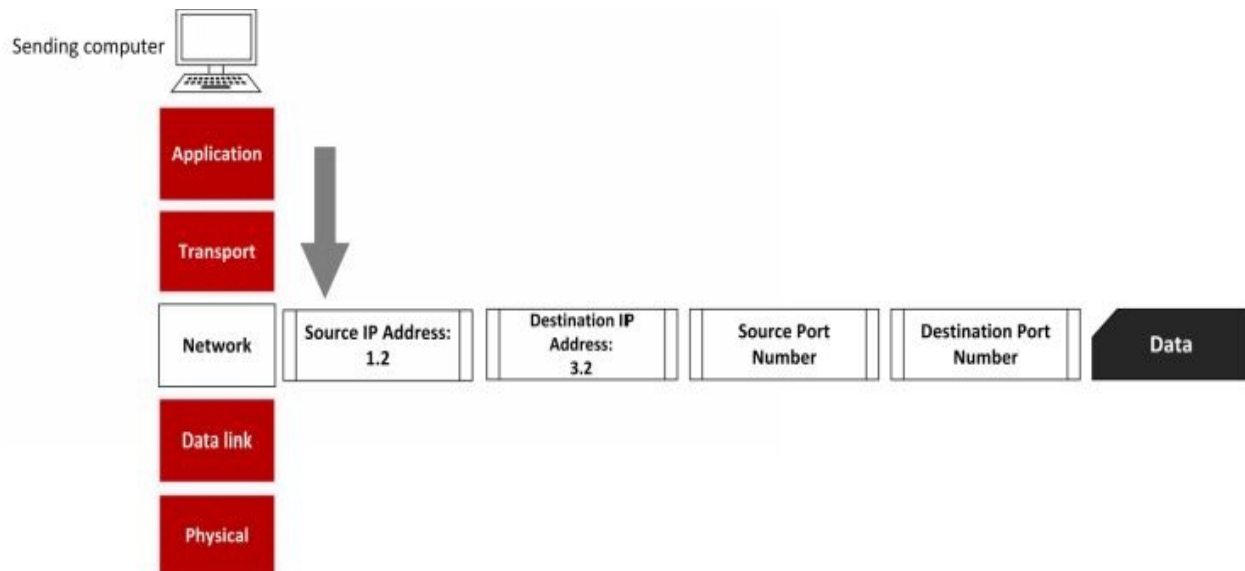 Sending computer
Application
Transport
Network
Source IP Address:
1.2
Destination IP
Address:
3.2
Source Port
Number
Destination Port
Number
Data
Data link
Physical